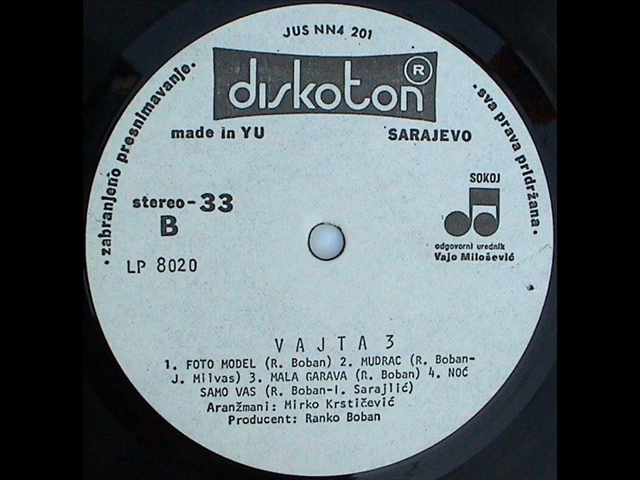 JUS NN4 201
diskoton ®
made in YU
SARAJEVO
• zabranjeno presnimavanje •
• sva prava pridržana •
stereo - 33
B
LP 8020
SOKOJ
odgovorni urednik
Vajo Milošević
VAJTA 3
1. FOTO MODEL (R. Boban) 2. MUDRAC (R. Boban-
J. Milvas) 3. MALA GARAVA (R. Boban) 4. NOĆ
SAMO VAS (R. Boban-I. Sarajlić)
Aranžmani: Mirko Krstičević
Producent: Ranko Boban